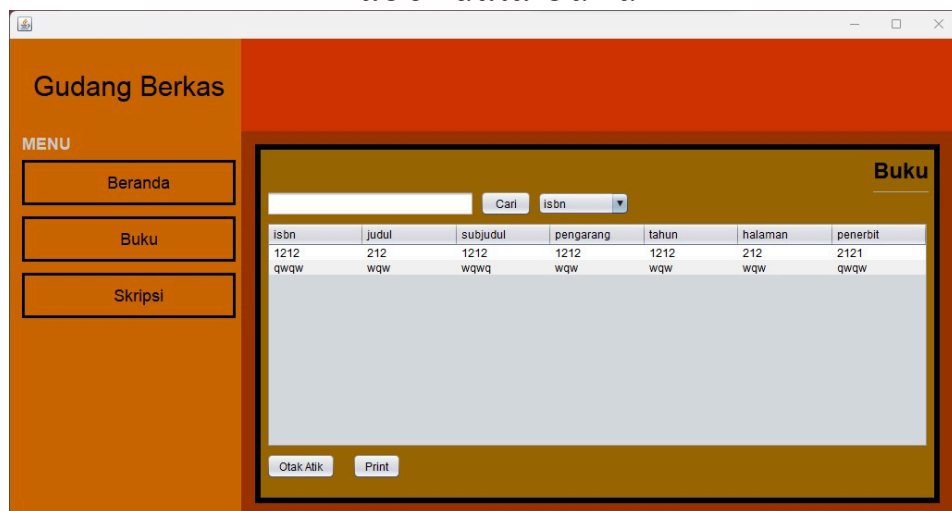 Gudang Berkas
MENU
Beranda
Buku
Skripsi
Buku
Cari isbn
isbn judul subjudul pengarang tahun halaman penerbit
1212 212 1212 1212 1212 212 2121
qwqw wqw wqwq wqw wqw wqw qwqw
Otak Atik Print